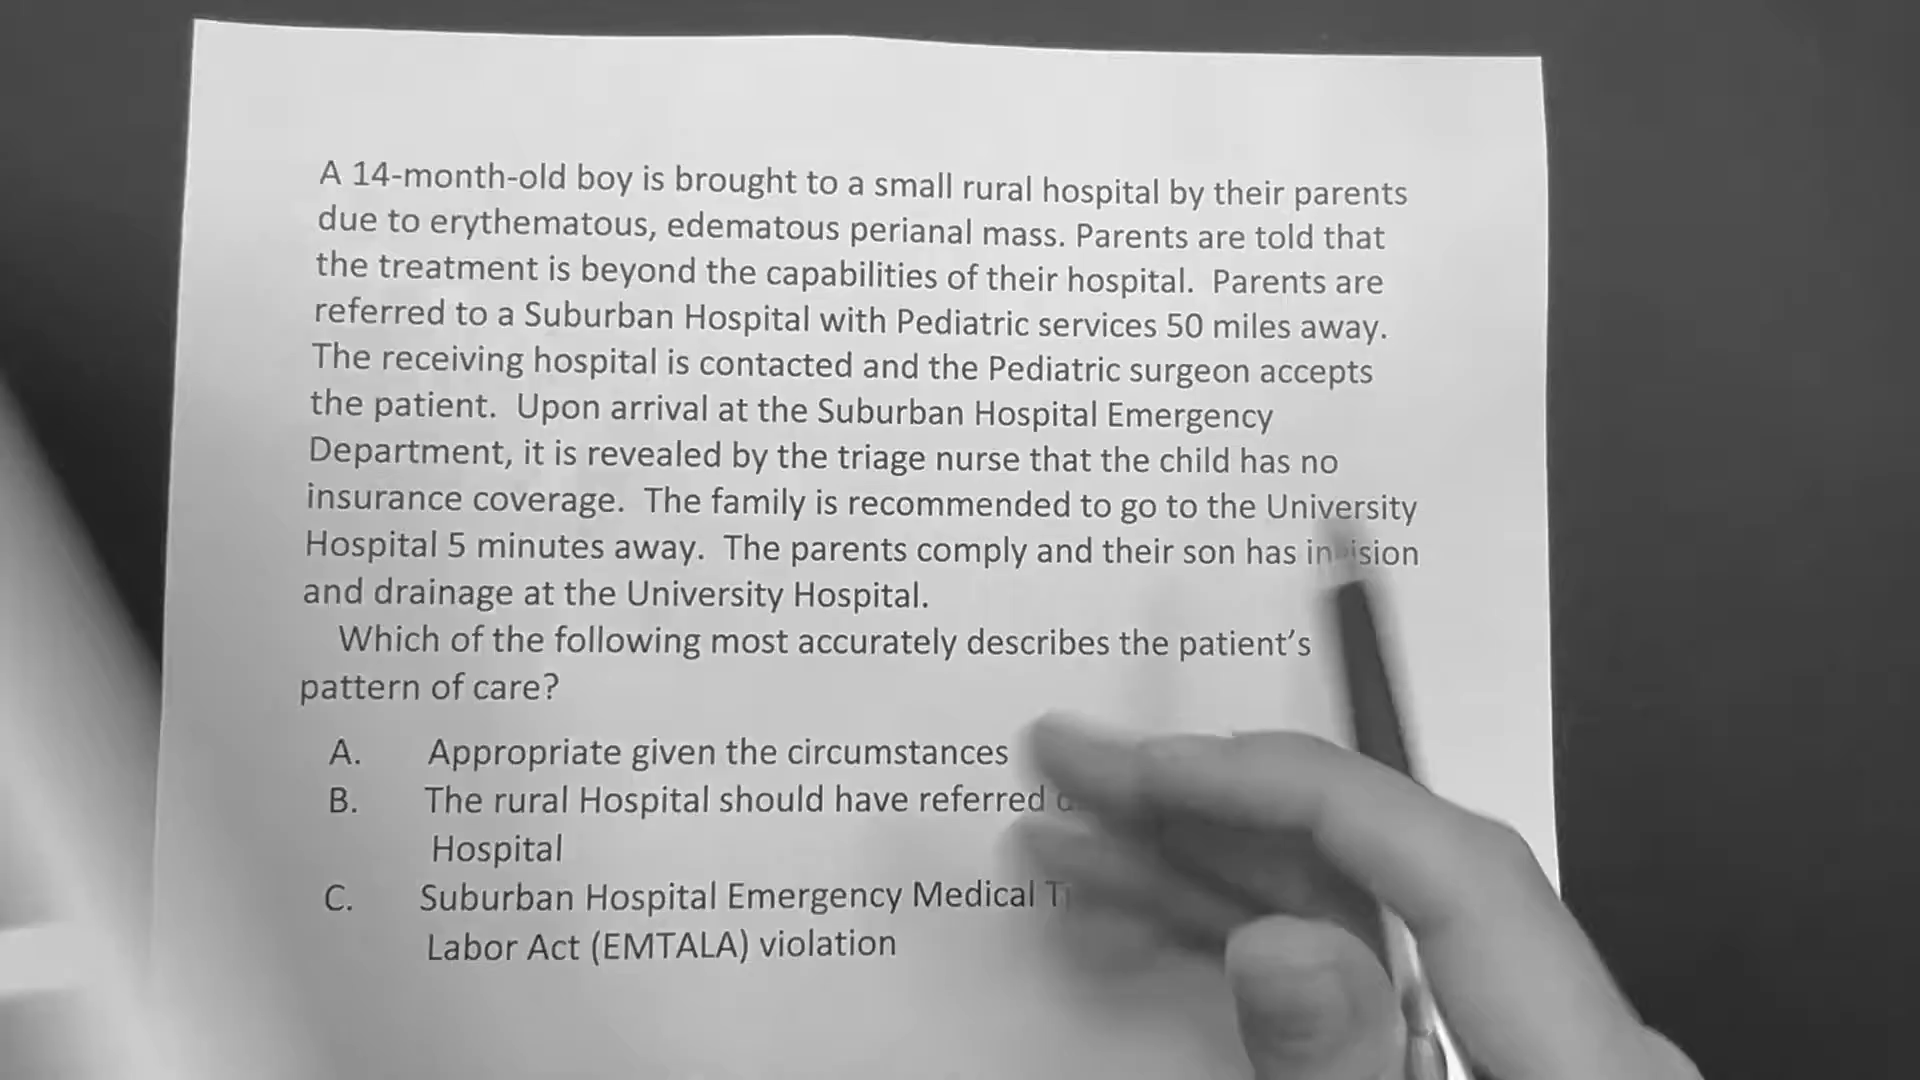 A 14-month-old boy is brought to a small rural hospital by their parents
due to erythematous, edematous perianal mass. Parents are told that
the treatment is beyond the capabilities of their hospital. Parents are
referred to a Suburban Hospital with Pediatric services 50 miles away.
The receiving hospital is contacted and the Pediatric surgeon accepts
the patient. Upon arrival at the Suburban Hospital Emergency
Department, it is revealed by the triage nurse that the child has no
insurance coverage. The family is recommended to go to the University
Hospital 5 minutes away. The parents comply and their son has
and drainage at the University Hospital.
Which of the following most accurately describes the patient's
pattern of care?
A. Appropriate given the circumstances
B. The rural Hospital should have referred
Hospital
C. Suburban Hospital Emergency Medical
Labor Act (EMTALA) violation